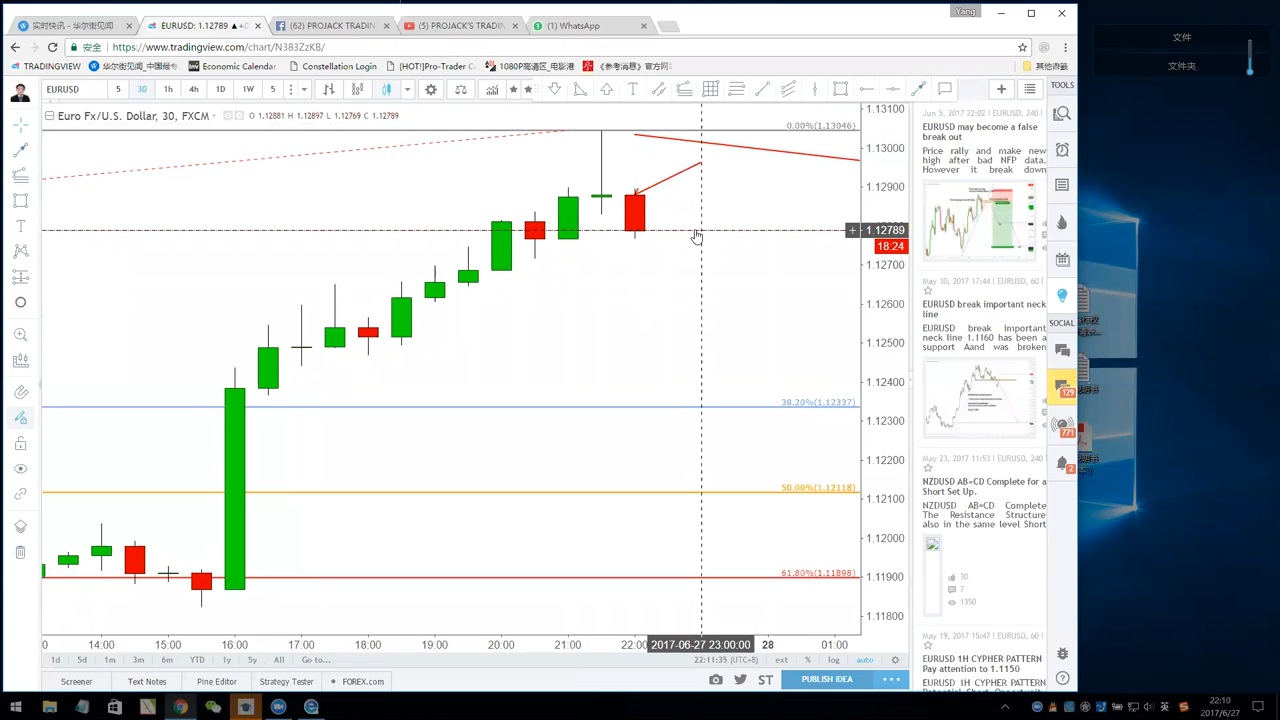 Yang
实时快讯 - 华尔街见闻
EURUSD: 1.12789 ▲+0
(62) PROJACK TRADIN
(5) PROJACK'S TRADIN
(1) WhatsApp
安全 https://www.tradingview.com/chart/N383ZzKB/
TRADINGVIEW
华尔街见闻_中国最
Economic Calendar
Constellation Login
[HOT!]Pro-Trader C
1080P高清区_电影港
《参考消息》官方网
文件
文件夹
EURUSD
5
30
1h
4h
1D
1W
5
TOOLS
Euro Fx/U.S. Dollar, 30, FXCM
O 1.12881 H 1.12897 L 1.12769 C 1.12789
0.00%(1.13046)
38.20%(1.12337)
50.00%(1.12118)
61.80%(1.11898)
1.13100
1.13000
1.12900
1.12789
18:24
1.12700
1.12600
1.12500
1.12400
1.12300
1.12200
1.12100
1.12000
1.11900
1.11800
0
14:00
15:00
16:00
17:00
18:00
19:00
20:00
21:00
22:00
2017-06-27 23:00:00
28
01:00
1d
5d
1m
3m
6m
YTD
1y
5y
All
Go to...
22:11:35 (UTC+8)
ext
%
log
auto
Screener
Text Notes
Pine Editor
Strategy Tester
FOREX.com
ST
PUBLISH IDEA
Jun 5, 2017 22:02 | EURUSD, 240
EURUSD may become a false
break out
Price rally and make new
high after bad NFP data.
However it break down
May 30, 2017 17:44 | EURUSD, 60
EURUSD break important neck
line
EURUSD break important
neck line 1.1160 has been a
support Aand was broken
May 23, 2017 11:53 | NZDUSD, 240
NZDUSD AB=CD Complete for a
Short Set Up.
NZDUSD AB=CD Complete
The Resistance Structure
also in the same level Short
30
7
1350
May 19, 2017 15:47 | EURUSD, 60
EURUSD 1H CYPHER PATTERN
Pay attention to 1.1150
EURUSD 1H CYPHER PATTERN
SOCIAL
129
771
2
英
22:10
2017/6/27